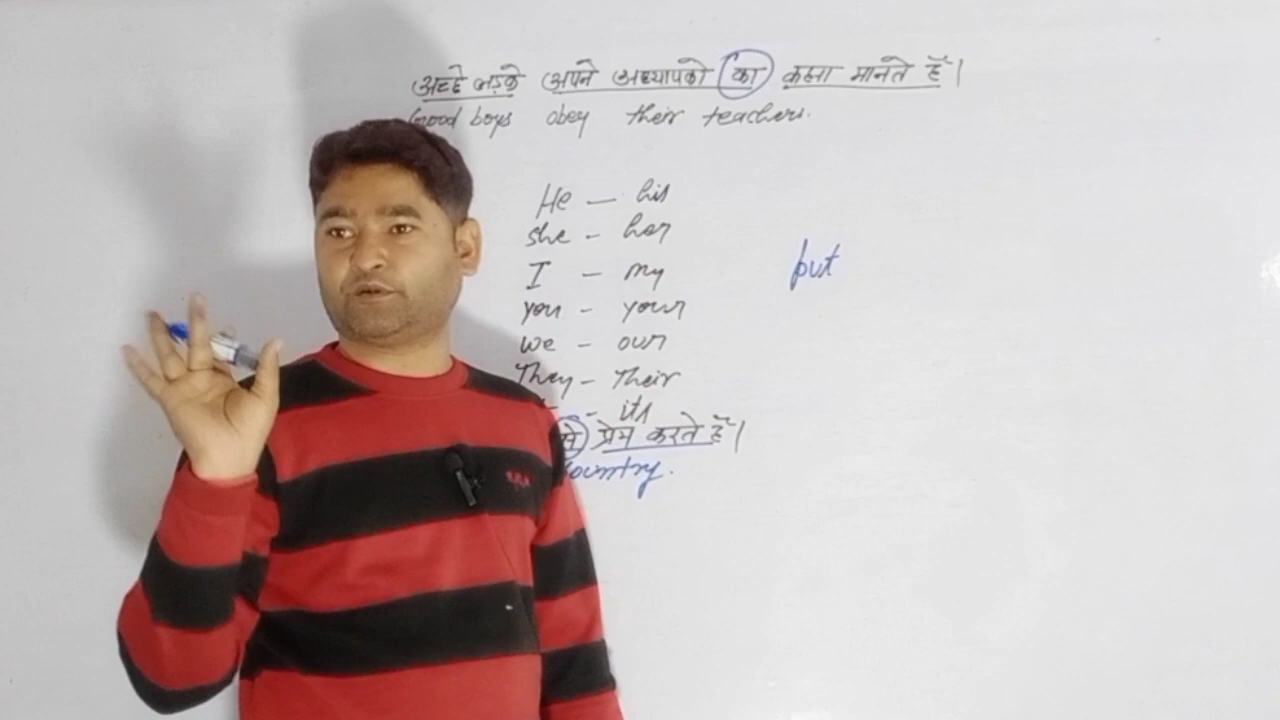 अच्छे लड़के अपने अध्यापको का कहना मानते हैं।
Good boys obey their teachers.
He – his
she – her
I – my
but
you – your
we – our
They – Their
– its
से प्रेम करते हैं।
country.